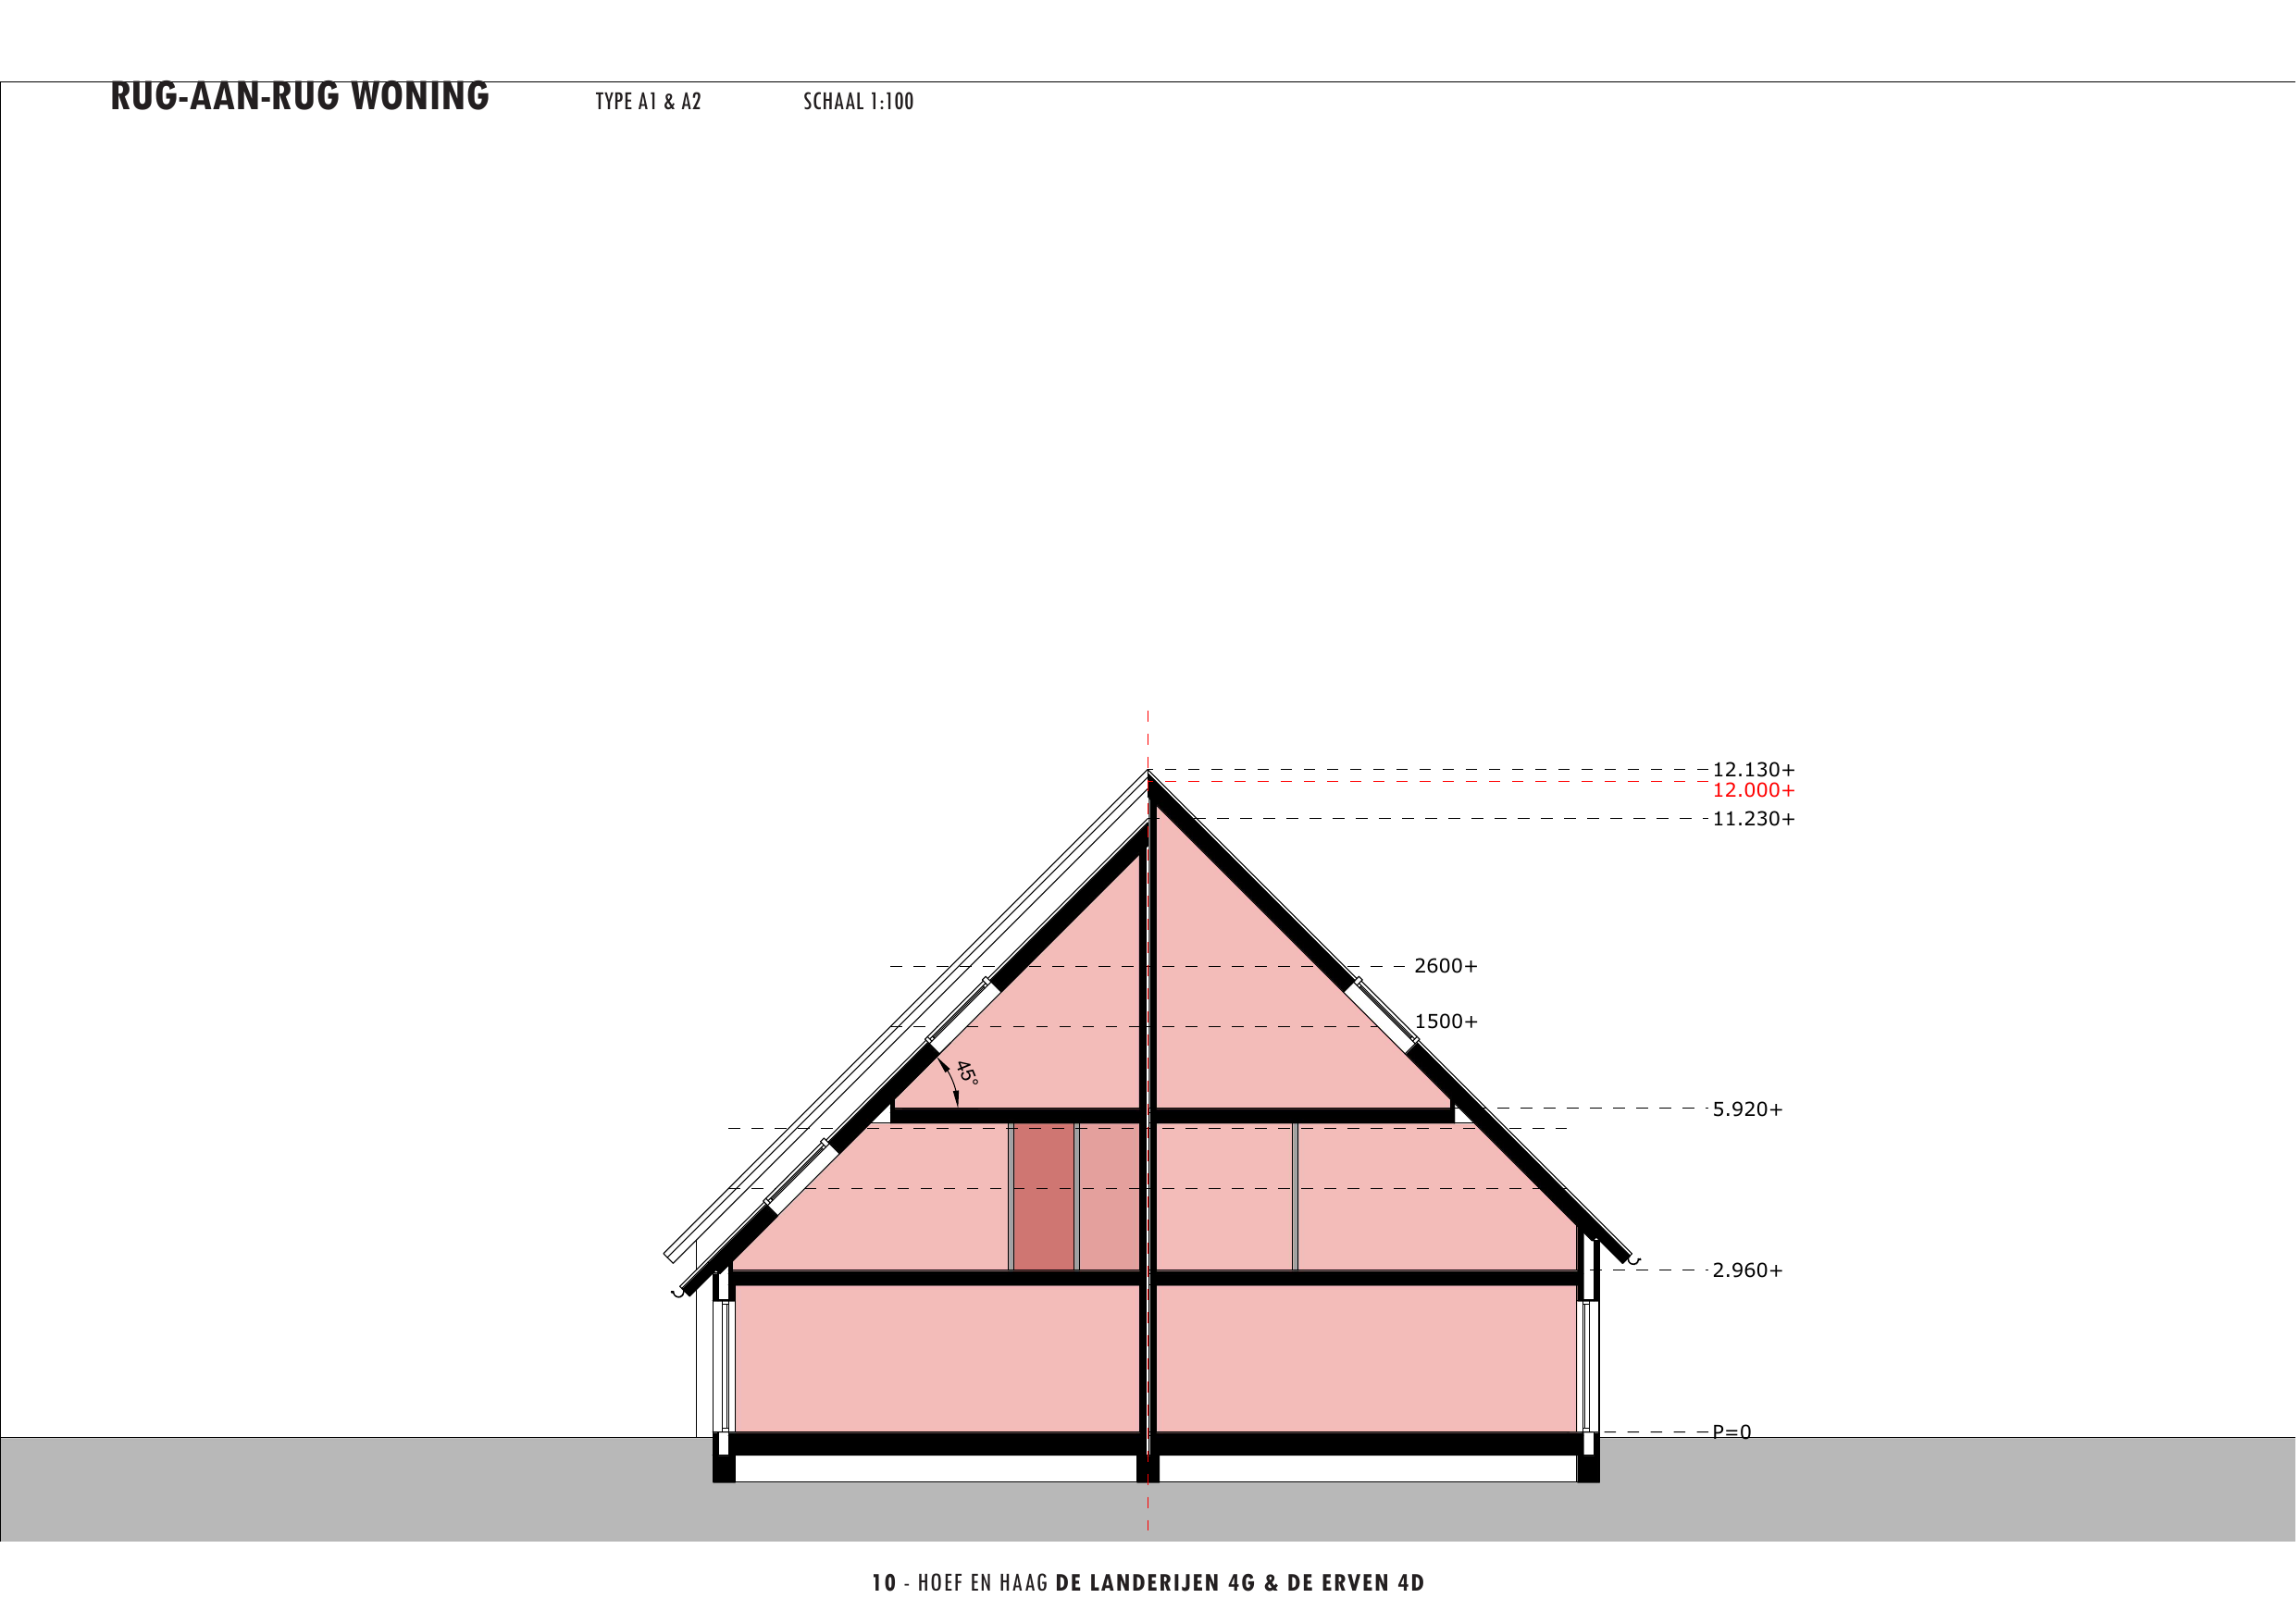 RUG-AAN-RUG WONING TYPE A1 & A2 SCHAAL 1:100
12.130+
12.000+
11.230+
2600+
1500+
45°
5.920+
2.960+
P=0
10 - HOEF EN HAAG DE LANDERIJEN 4G & DE ERVEN 4D